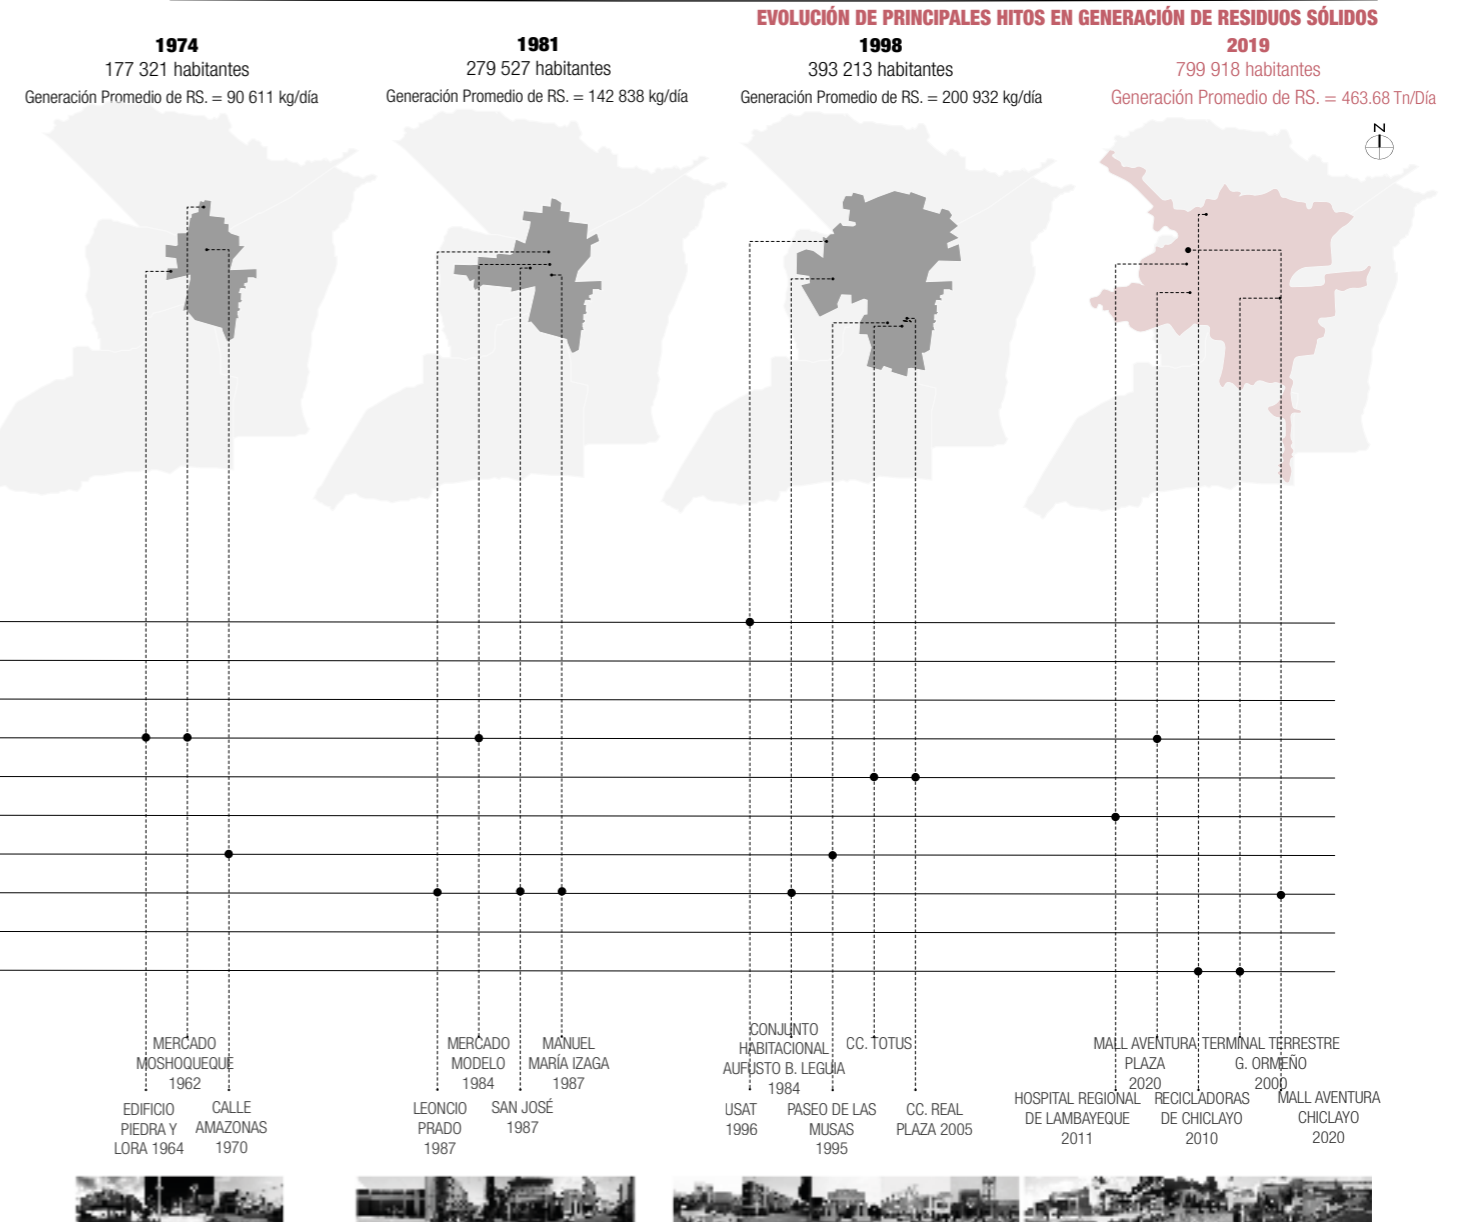 EVOLUCIÓN DE PRINCIPALES HITOS EN GENERACIÓN DE RESIDUOS SÓLIDOS
1974
177 321 habitantes
Generación Promedio de RS. = 90 611 kg/día
1981
279 527 habitantes
Generación Promedio de RS. = 142 838 kg/día
1998
393 213 habitantes
Generación Promedio de RS. = 200 932 kg/día
2019
799 918 habitantes
Generación Promedio de RS. = 463.68 Tn/Día
N
MERCADO
MOSHOQUEQUE
1962
EDIFICIO
PIEDRA Y
LORA 1964
CALLE
AMAZONAS
1970
MERCADO
MODELO
1984
MANUEL
MARÍA IZAGA
1987
LEONCIO
PRADO
1987
SAN JOSÉ
1987
CONJUNTO
HABITACIONAL
AUFUSTO B. LEGUIA
1984
CC. TOTUS
USAT
1996
PASEO DE LAS
MUSAS
1995
CC. REAL
PLAZA 2005
MALL AVENTURA
PLAZA
2020
TERMINAL TERRESTRE
G. ORMEÑO
2000
HOSPITAL REGIONAL
DE LAMBAYEQUE
2011
RECICLADORAS
DE CHICLAYO
2010
MALL AVENTURA
CHICLAYO
2020